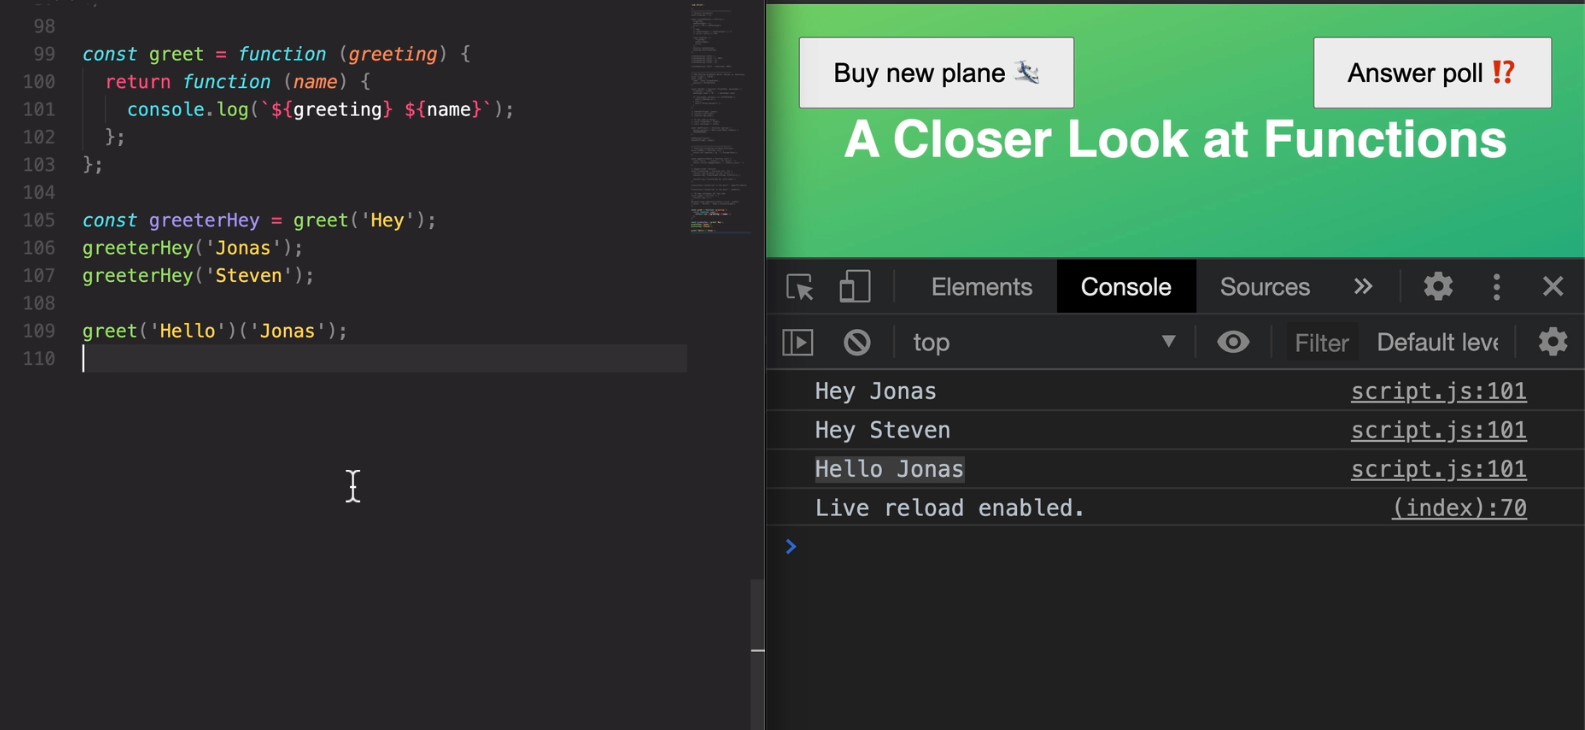 98
99 const greet = function (greeting) {
100 return function (name) {
101 console.log(`${greeting} ${name}`);
102 };
103 };
104
105 const greeterHey = greet('Hey');
106 greeterHey('Jonas');
107 greeterHey('Steven');
108
109 greet('Hello')('Jonas');
110
Buy new plane 🛩 Answer poll ⁉️
A Closer Look at Functions
Elements Console Sources »
top ▼ Filter Default leve
Hey Jonas script.js:101
Hey Steven script.js:101
Hello Jonas script.js:101
Live reload enabled. (index):70
>